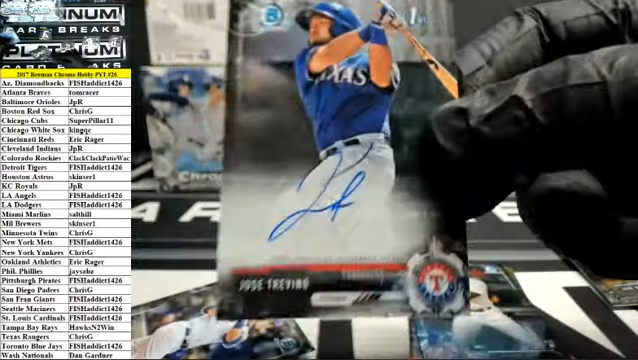 PLATINUM
CARD BREAKS
PLATINUM
CARD BREAKS
2017 Bowman Chrome Hobby PYT #26
Az. Diamondbacks FISHaddict1426
Atlanta Braves tomracer
Baltimore Orioles JpR
Boston Red Sox ChrisG
Chicago Cubs SuperPillar11
Chicago White Sox kingqc
Cincinnati Reds Eric Rager
Cleveland Indians JpR
Colorado Rockies ClackClackPatieWac
Detroit Tigers FISHaddict1426
Houston Astros skinser1
KC Royals JpR
LA Angels FISHaddict1426
LA Dodgers FISHaddict1426
Miami Marlins salthill
Mil Brewers skinser1
Minnesota Twins ChrisG
New York Mets FISHaddict1426
New York Yankees ChrisG
Oakland Athletics Eric Rager
Phil. Phillies jaysabz
Pittsburgh Pirates FISHaddict1426
San Diego Padres ChrisG
San Fran Giants FISHaddict1426
Seattle Mariners FISHaddict1426
St. Louis Cardinals FISHaddict1426
Tampa Bay Rays HawksN2Win
Texas Rangers ChrisG
Toronto Blue Jays FISHaddict1426
Wash Nationals Dan Gardner
B
1st
TEXAS
JOSE TREVINO
T